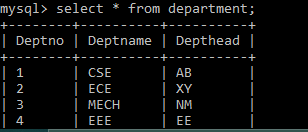 mysql> select * from department;
+--------+----------+----------+
| Deptno | Deptname | Depthead |
+--------+----------+----------+
| 1 | CSE | AB |
| 2 | ECE | XY |
| 3 | MECH | NM |
| 4 | EEE | EE |